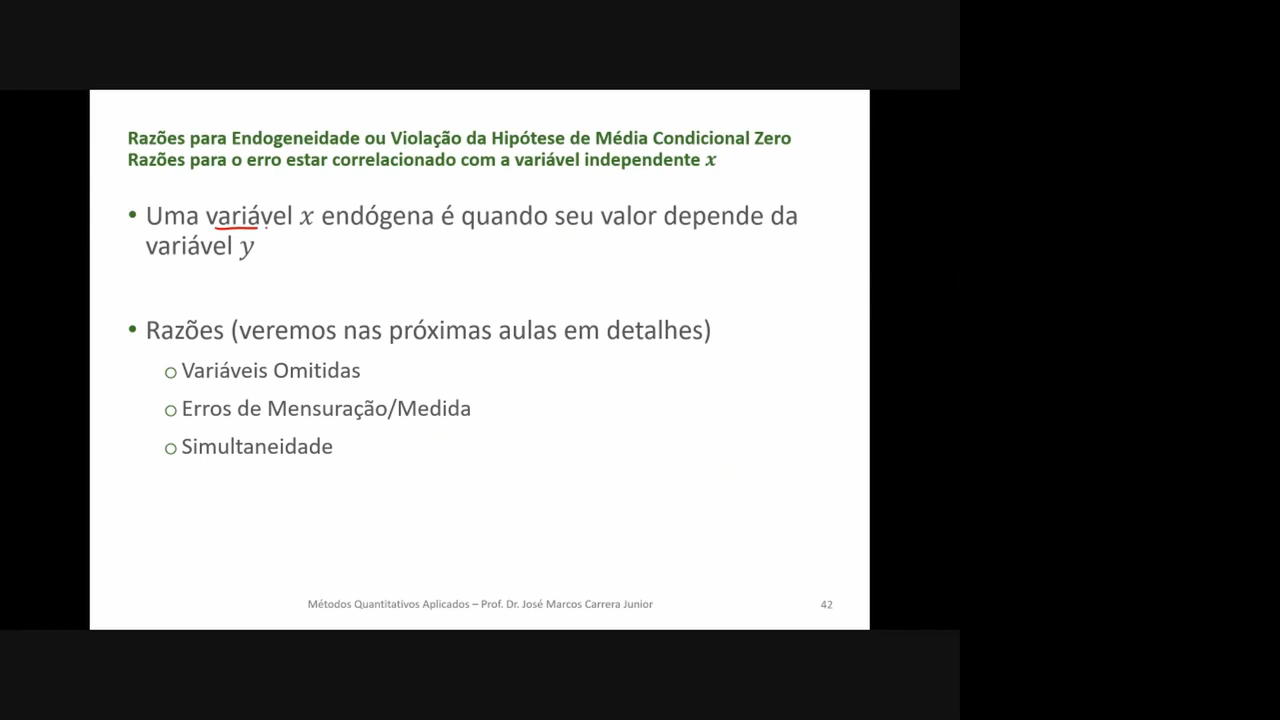 Razões para Endogeneidade ou Violação da Hipótese de Média Condicional Zero
Razões para o erro estar correlacionado com a variável independente x
• Uma variável x endógena é quando seu valor depende da
variável y
• Razões (veremos nas próximas aulas em detalhes)
o Variáveis Omitidas
o Erros de Mensuração/Medida
o Simultaneidade
Métodos Quantitativos Aplicados – Prof. Dr. José Marcos Carrera Junior
42